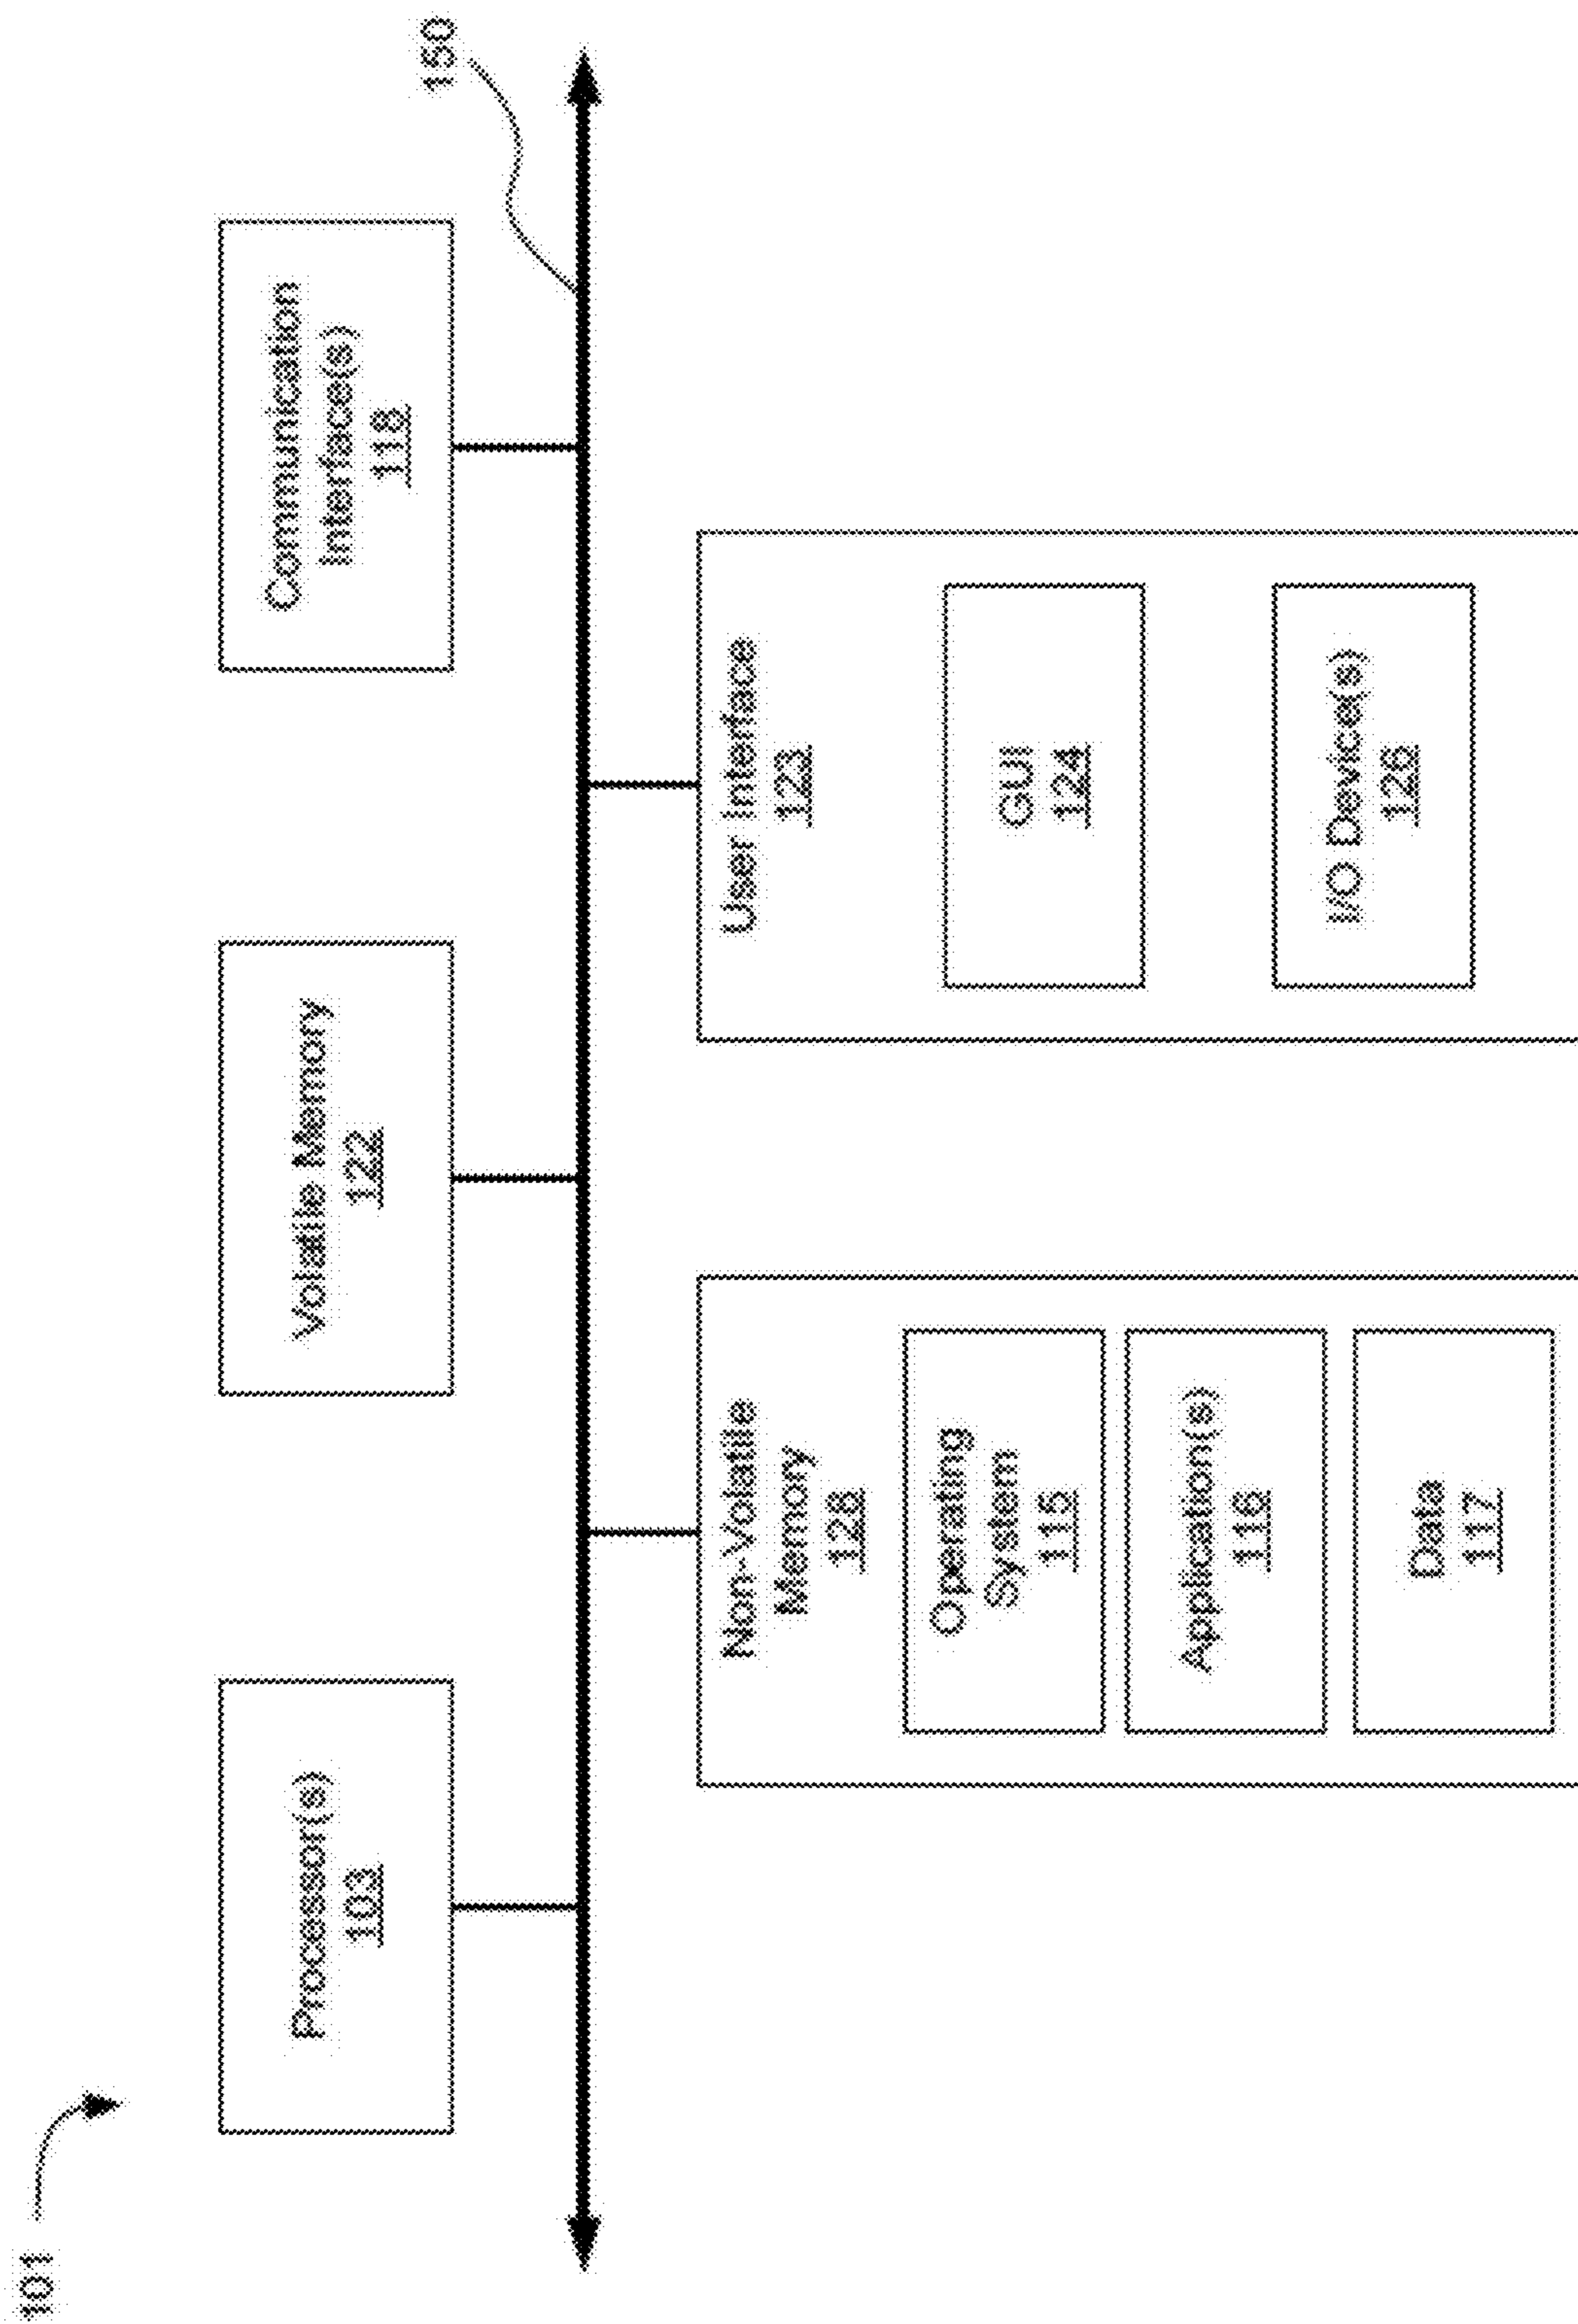 101
Processor(s)
103
Volatile Memory
122
Communication
Interface(s)
118
150
Non-Volatile
Memory
128
Operating
System
115
Application(s)
116
Data
117
User Interface
123
GUI
124
I/O Device(s)
126